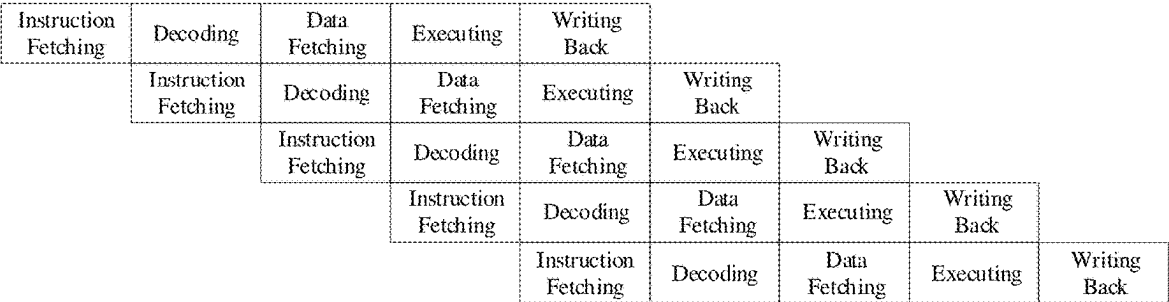 Instruction
Fetching
Decoding
Data
Fetching
Executing
Writing
Back
Instruction
Fetching
Decoding
Data
Fetching
Executing
Writing
Back
Instruction
Fetching
Decoding
Data
Fetching
Executing
Writing
Back
Instruction
Fetching
Decoding
Data
Fetching
Executing
Writing
Back
Instruction
Fetching
Decoding
Data
Fetching
Executing
Writing
Back